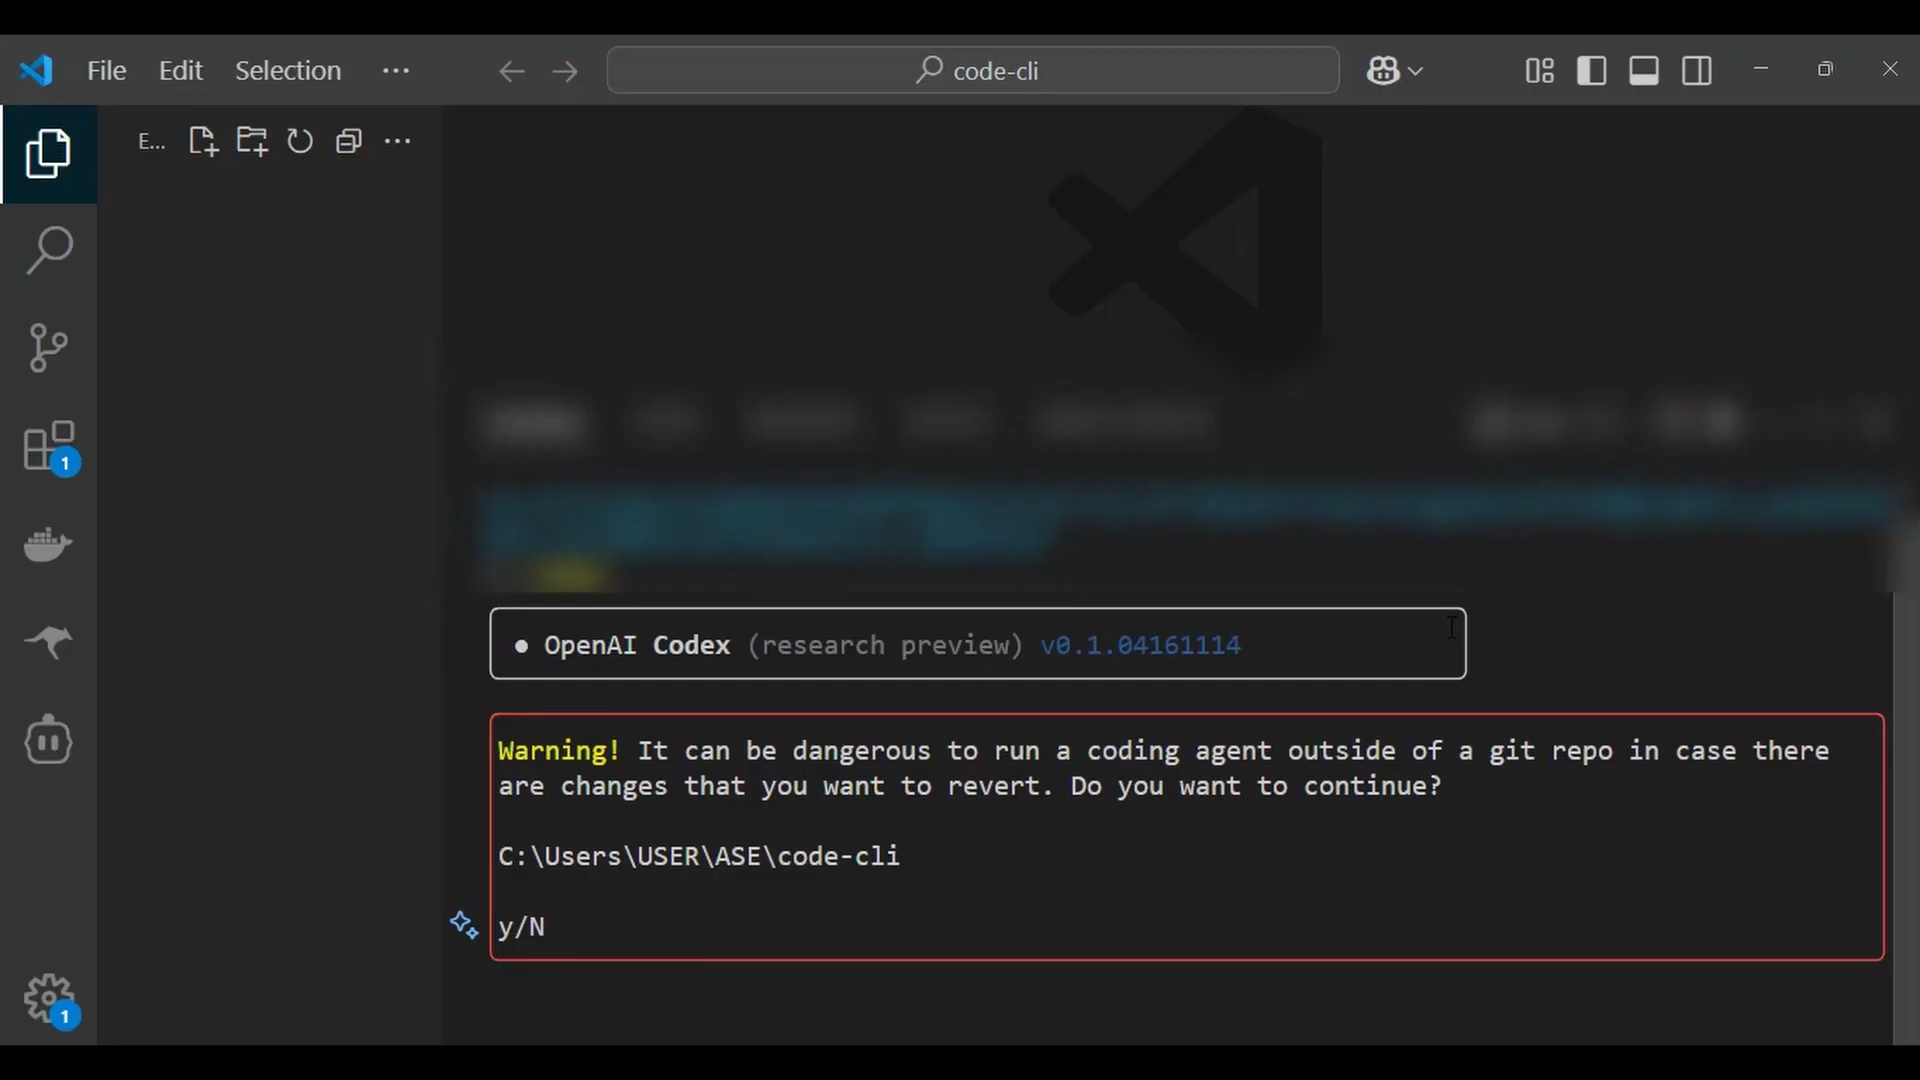 File Edit Selection ... code-cli
E...
1
● OpenAI Codex (research preview) v0.1.04161114
Warning! It can be dangerous to run a coding agent outside of a git repo in case there
are changes that you want to revert. Do you want to continue?
C:\Users\USER\ASE\code-cli
y/N
1